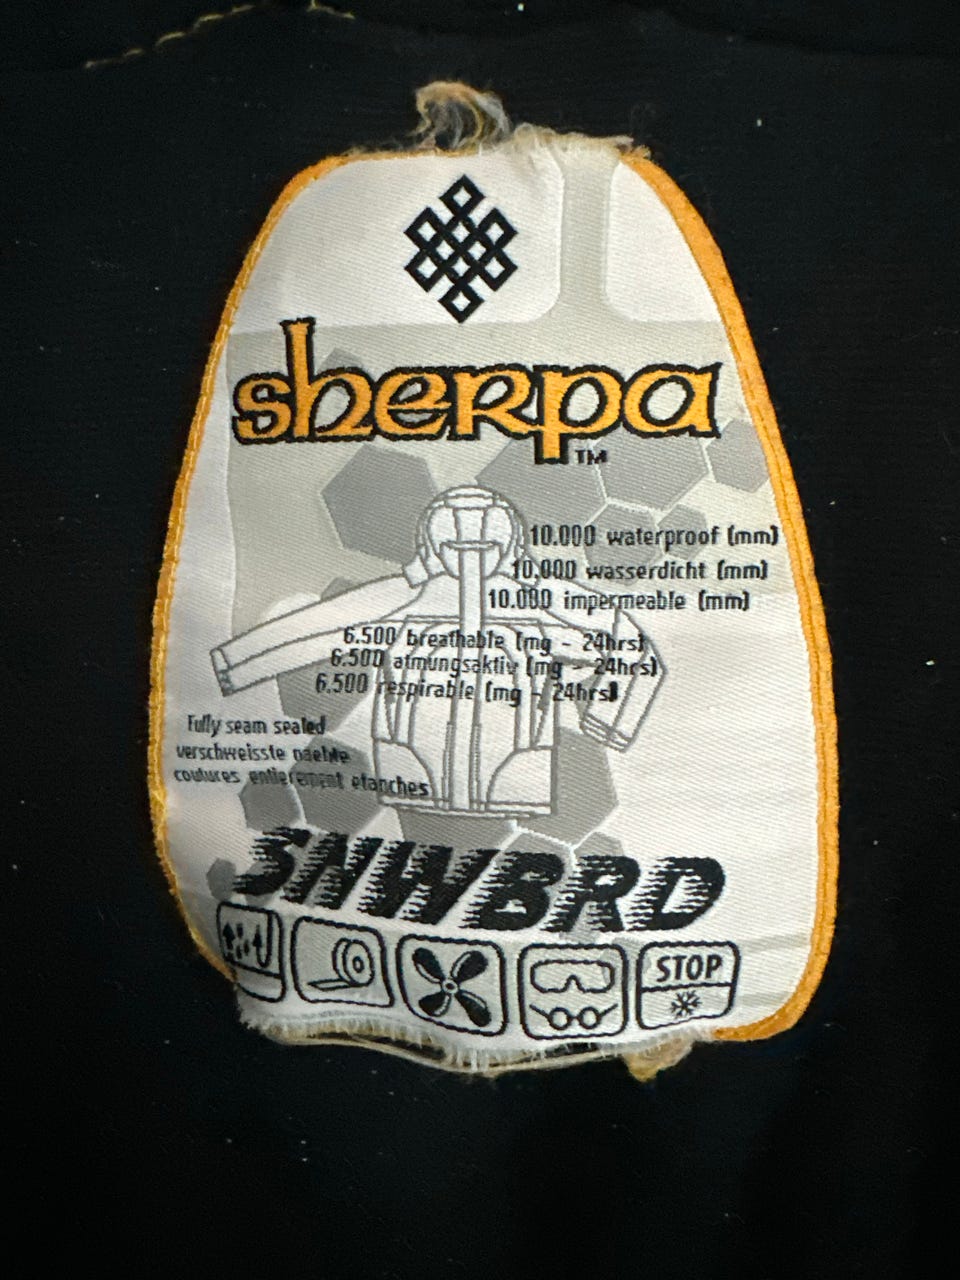 sherpa
TM
10.000 waterproof (mm)
10.000 wasserdicht (mm)
10.000 impermeable (mm)
6.500 breathable (mg - 24hrs)
6.500 atmungsaktiv (mg - 24hrs)
6.500 respirable (mg - 24hrs)
Fully seam sealed
verschweisste naehte
coutures entierement etanches
SNWBRD
STOP